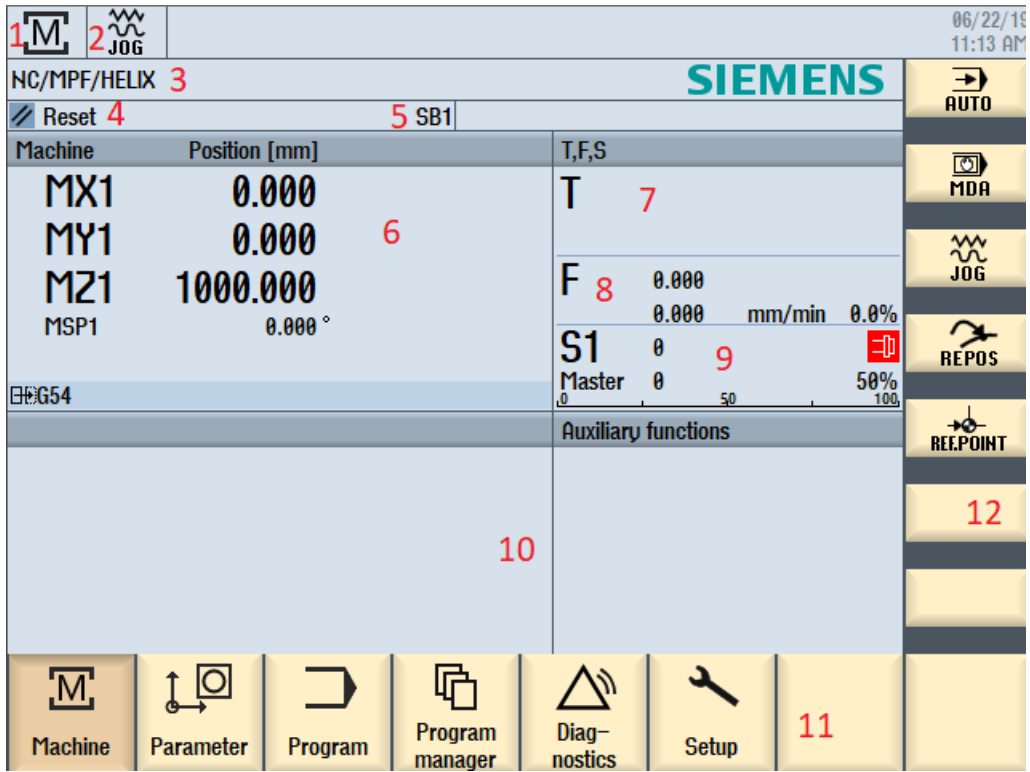 1 M 2 JOG 06/22/19
11:13 AM
NC/MPF/HELIX 3 SIEMENS
Reset 4 5 SB1
AUTO
Machine Position [mm] T,F,S
MX1 0.000 T 7
MDA
MY1 0.000 6
MZ1 1000.000 F 8 0.000
JOG
MSP1 0.000 ° 0.000 mm/min 0.0%
S1 0 9
REPOS
G54 Master 0 50%
0 50 100
Auxiliary functions
REF.POINT
12
10
M
Machine Parameter Program Program manager Diag-nostics Setup 11